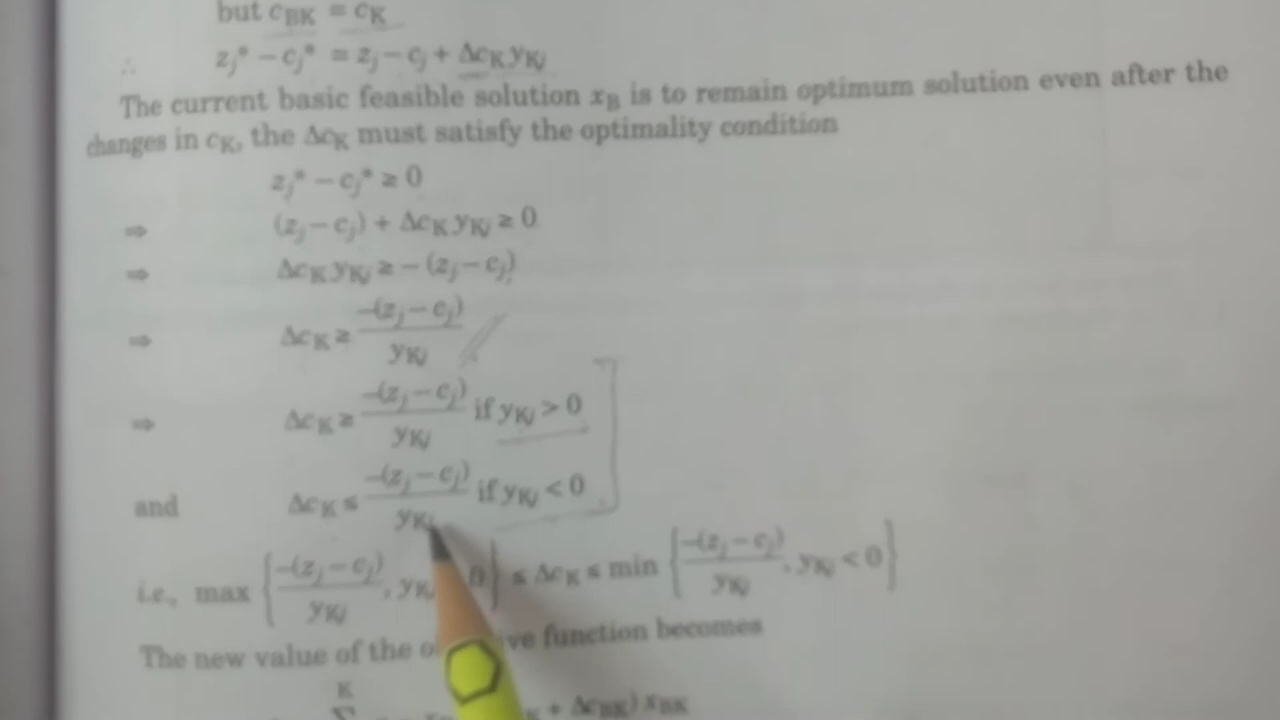 but c_BK = c_K
∴ z_j* − c_j* = z_j − c_j + Δc_K y_Kj
The current basic feasible solution x_B is to remain optimum solution even after the
changes in c_K, the Δc_K must satisfy the optimality condition
z_j* − c_j* ≥ 0
⇒ (z_j − c_j) + Δc_K y_Kj ≥ 0
⇒ Δc_K y_Kj ≥ − (z_j − c_j)
⇒ Δc_K ≥ −(z_j − c_j) / y_Kj
⇒ Δc_K ≥ −(z_j − c_j) / y_Kj if y_Kj > 0
and Δc_K ≤ −(z_j − c_j) / y_Kj if y_Kj < 0
i.e., max { −(z_j − c_j) / y_Kj , y_K 0 } ≤ Δc_K ≤ min { −(z_j − c_j) / y_Kj , y_Kj < 0 }
The new value of the function becomes
K
Σ + Δc_BK) x_BK